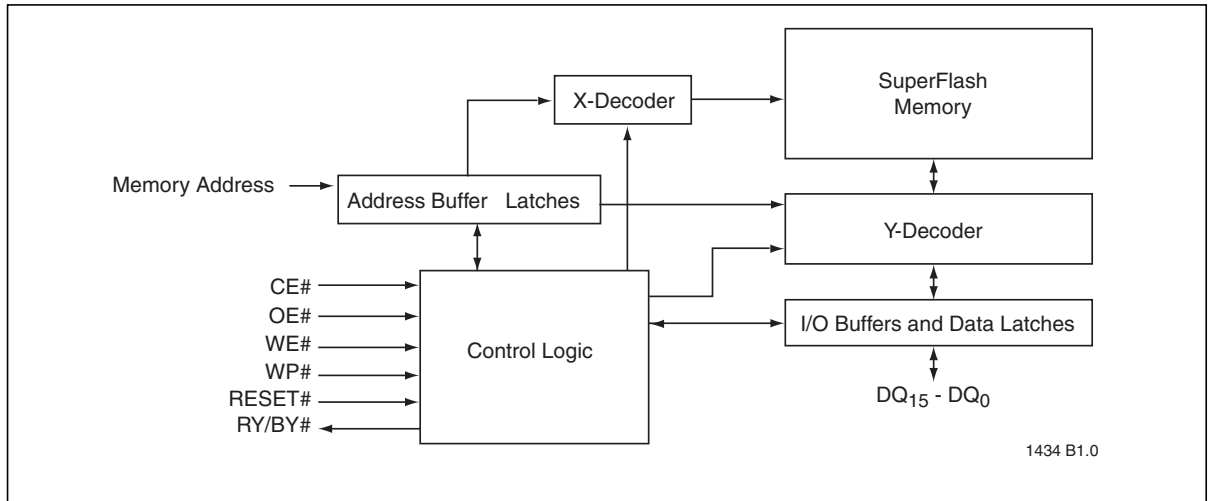 SuperFlash
Memory
X-Decoder
Memory Address
Address Buffer Latches
Y-Decoder
CE#
OE#
WE#
WP#
RESET#
RY/BY#
Control Logic
I/O Buffers and Data Latches
DQ15 - DQ0
1434 B1.0